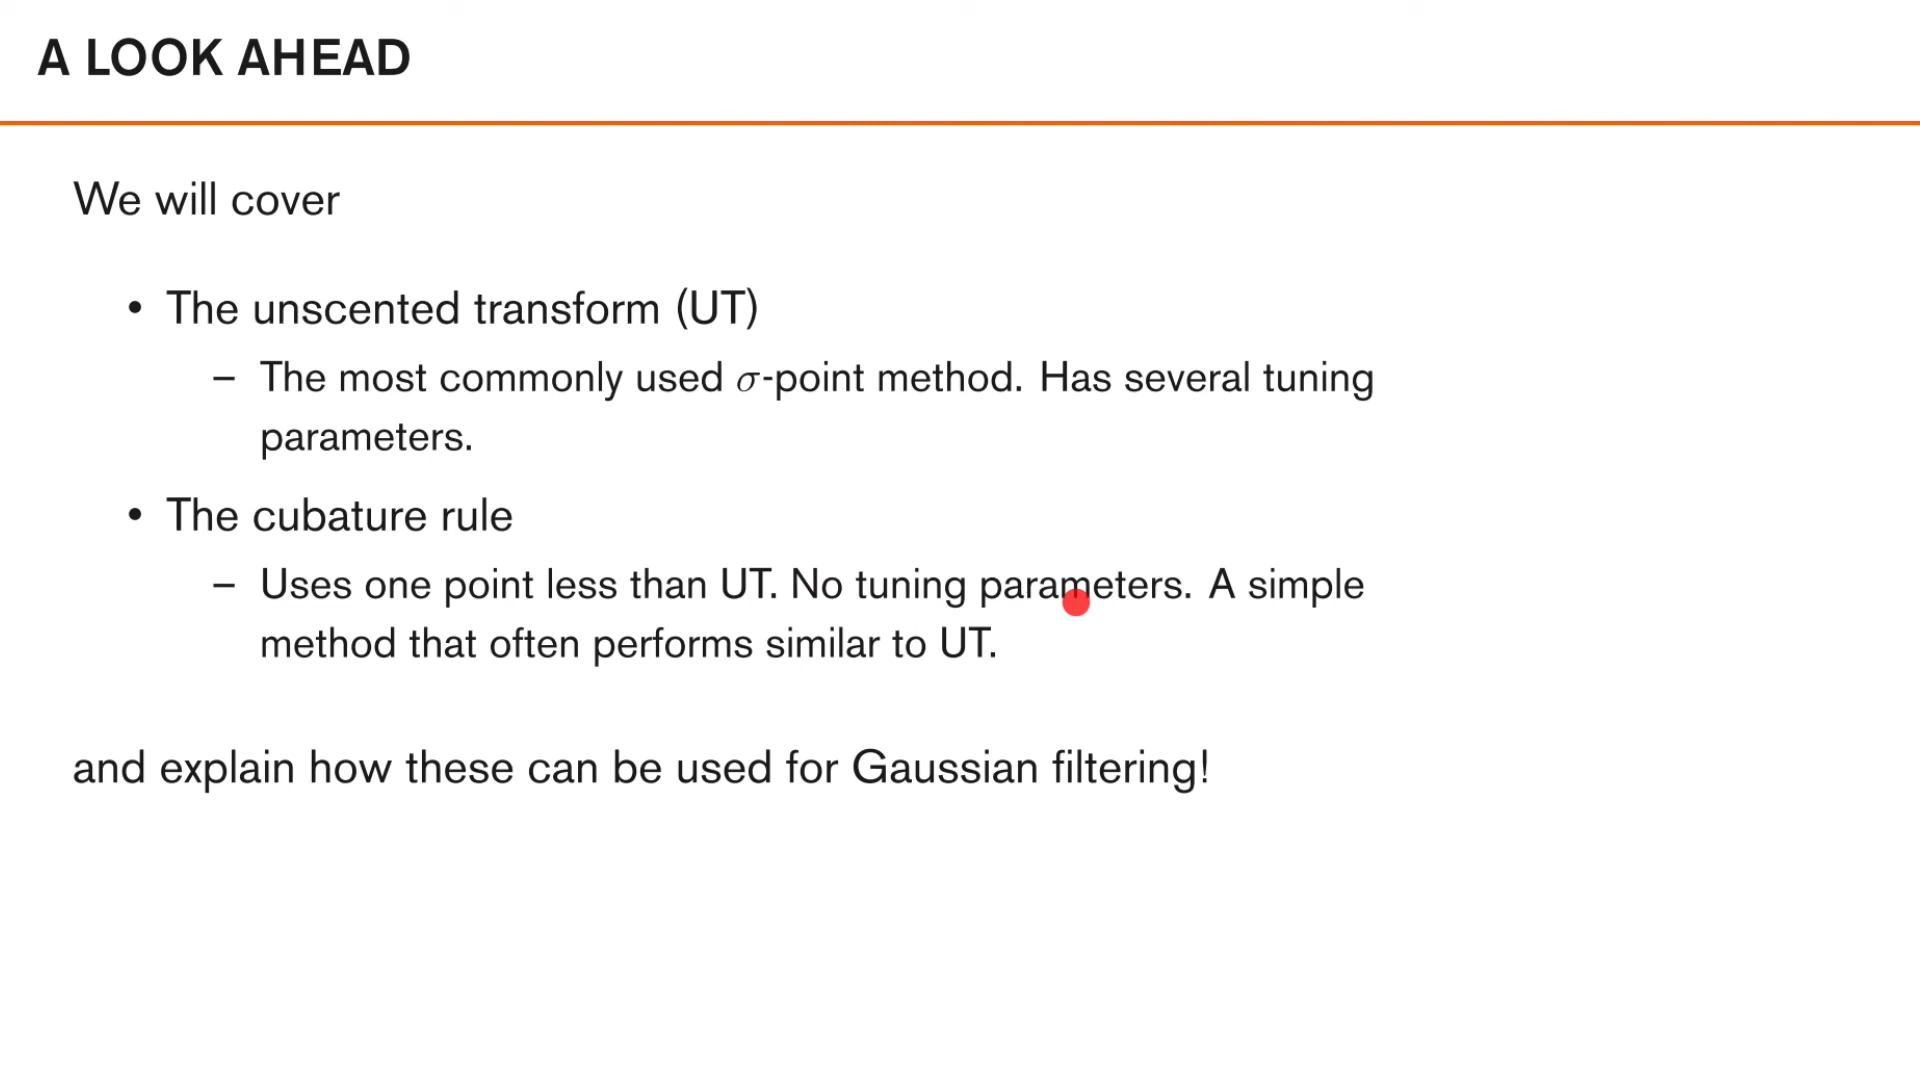 A LOOK AHEAD
We will cover
• The unscented transform (UT)
– The most commonly used σ-point method. Has several tuning
parameters.
• The cubature rule
– Uses one point less than UT. No tuning parameters. A simple
method that often performs similar to UT.
and explain how these can be used for Gaussian filtering!